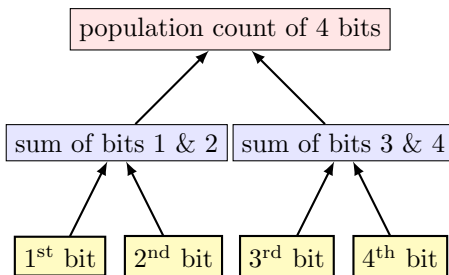 population count of 4 bits
sum of bits 1 & 2
sum of bits 3 & 4
1st bit
2nd bit
3rd bit
4th bit